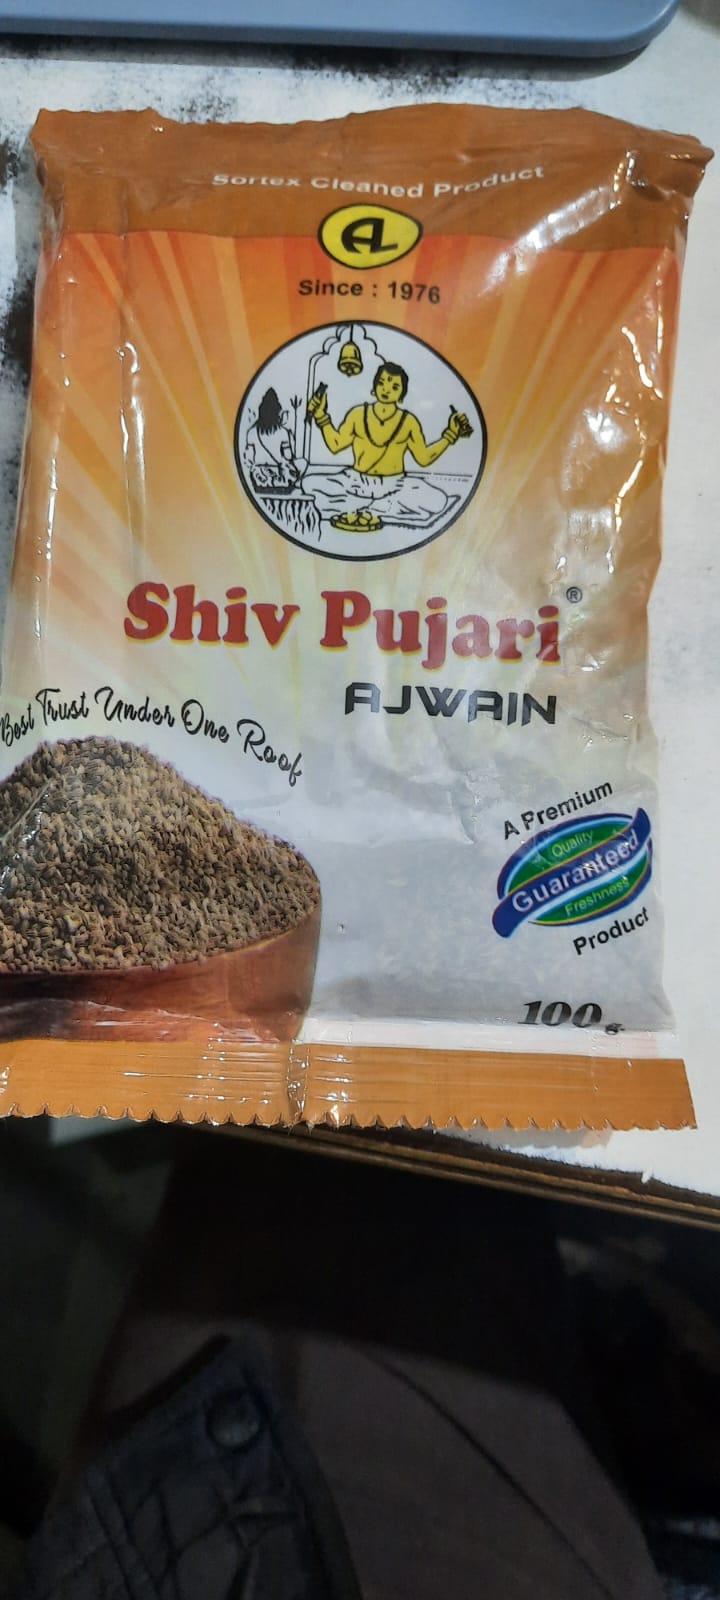 Sortex Cleaned Product
AL
Since : 1976
Shiv Pujari®
AJWAIN
Best Trust Under One Roof
A Premium
Quality
Guaranteed
Freshness
Product
100g